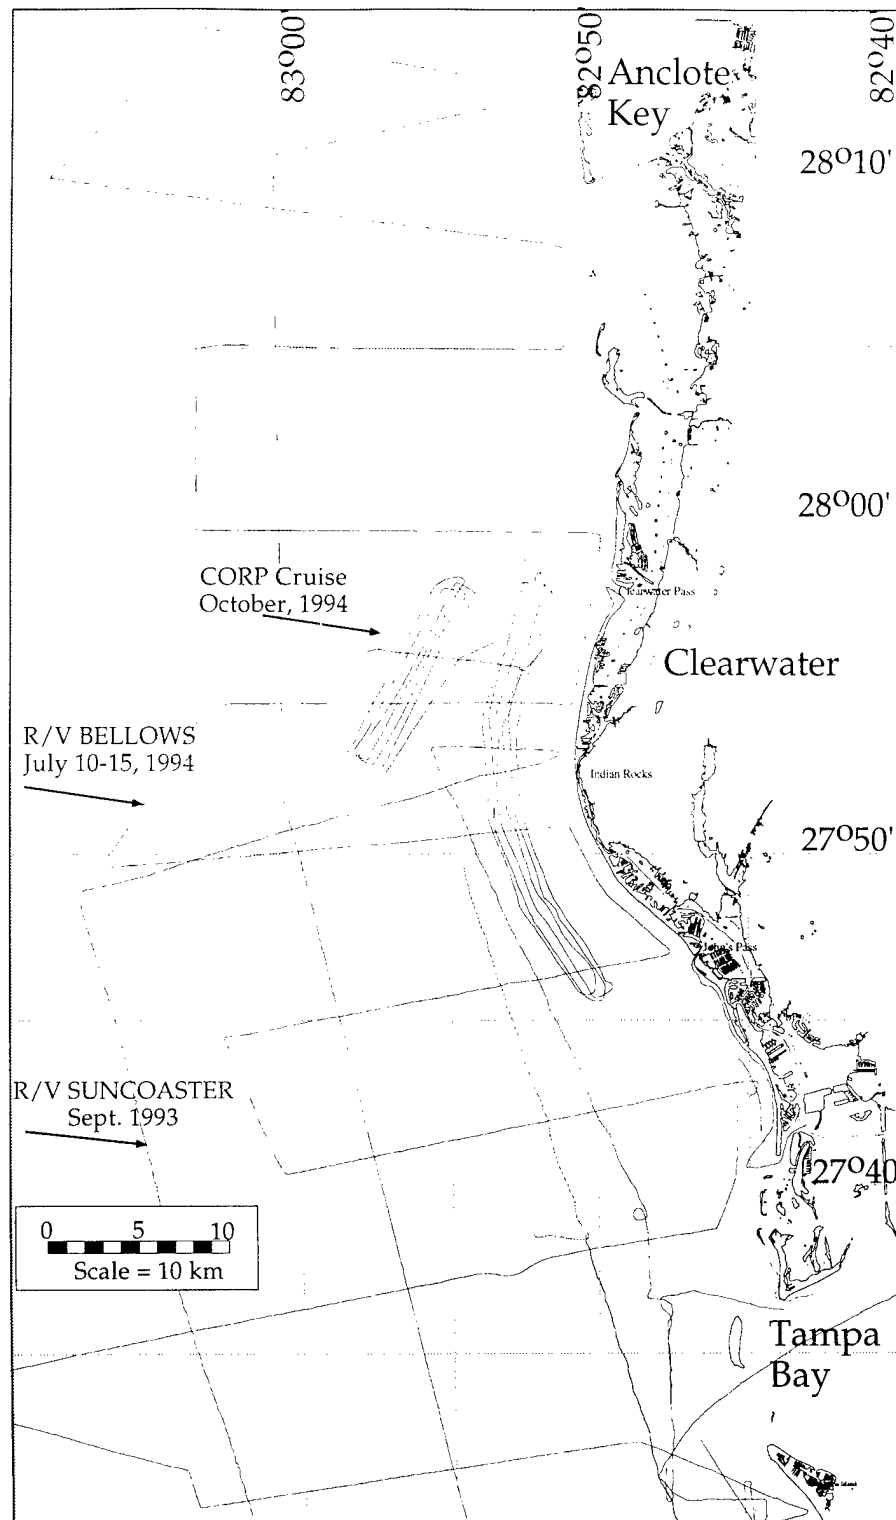 83°00'
82°50'
82°40'
Anclote
Key
28°10'
28°00'
CORP Cruise
October, 1994
Clearwater Pass
Clearwater
R/V BELLOWS
July 10-15, 1994
Indian Rocks
27°50'
John's Pass
R/V SUNCOASTER
Sept. 1993
27°40
0 5 10
Scale = 10 km
Tampa
Bay
Island